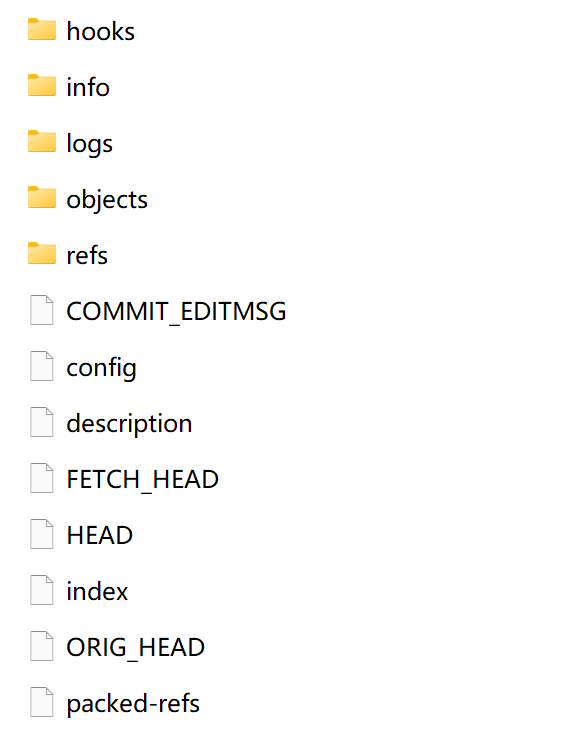 hooks
info
logs
objects
refs
COMMIT_EDITMSG
config
description
FETCH_HEAD
HEAD
index
ORIG_HEAD
packed-refs